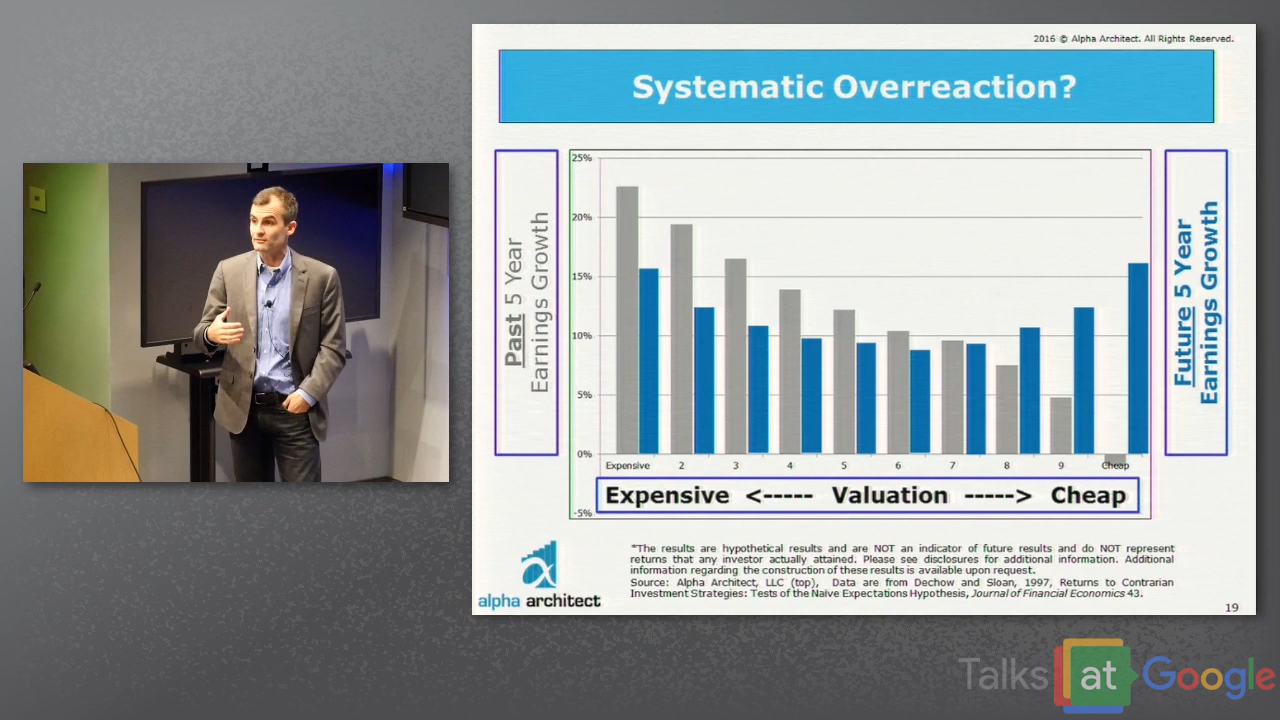 2016 © Alpha Architect. All Rights Reserved.
Systematic Overreaction?
Past 5 Year
Earnings Growth
25%
20%
15%
10%
5%
0%
-5%
Expensive 2 3 4 5 6 7 8 9 Cheap
Expensive <----- Valuation -----> Cheap
Future 5 Year
Earnings Growth
*The results are hypothetical results and are NOT an indicator of future results and do NOT represent
returns that any investor actually attained. Please see disclosures for additional information. Additional
information regarding the construction of these results is available upon request.
Source: Alpha Architect, LLC (top), Data are from Dechow and Sloan, 1997, Returns to Contrarian
Investment Strategies: Tests of the Naive Expectations Hypothesis, Journal of Financial Economics 43.
alpha architect
19
Talks at Google